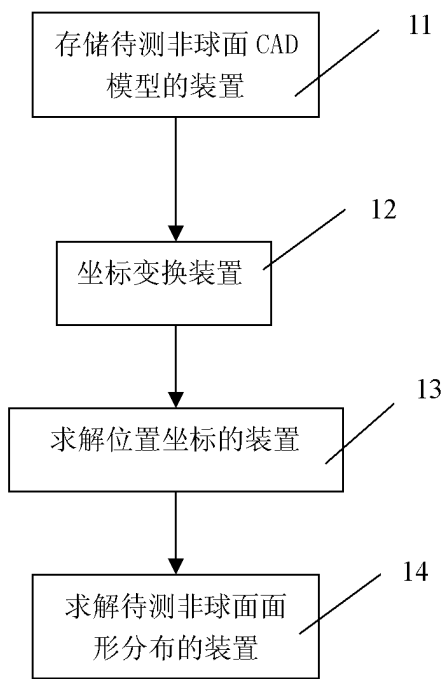 存储待测非球面 CAD
模型的装置
11
坐标变换装置
12
求解位置坐标的装置
13
求解待测非球面面
形分布的装置
14